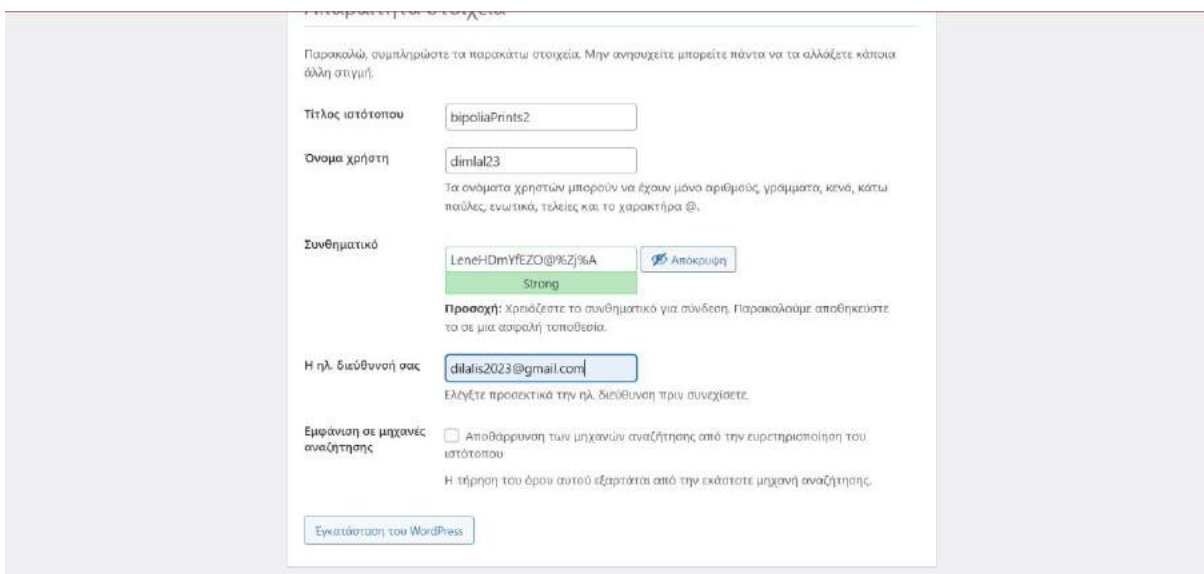 Απαραίτητα στοιχεία
Παρακαλώ, συμπληρώστε τα παρακάτω στοιχεία. Μην ανησυχείτε μπορείτε πάντα να τα αλλάξετε κάποια
άλλη στιγμή.
Τίτλος ιστότοπου
bipoliaPrints2
Όνομα χρήστη
dimlal23
Τα ονόματα χρηστών μπορούν να έχουν μόνο αριθμούς, γράμματα, κενά, κάτω
παύλες, ενωτικά, τελείες και το χαρακτήρα @.
Συνθηματικό
LeneHDmYfEZO@%Zj%A
Απόκρυψη
Strong
Προσοχή: Χρειάζεστε το συνθηματικό για σύνδεση. Παρακαλούμε αποθηκεύστε
το σε μια ασφαλή τοποθεσία.
Η ηλ. διεύθυνσή σας
dilalis2023@gmail.com
Ελέγξτε προσεκτικά την ηλ. διεύθυνση πριν συνεχίσετε.
Εμφάνιση σε μηχανές
αναζήτησης
Αποθάρρυνση των μηχανών αναζήτησης από την ευρετηριοποίηση του
ιστότοπου
Η τήρηση του όρου αυτού εξαρτάται από την εκάστοτε μηχανή αναζήτησης.
Εγκατάσταση του WordPress